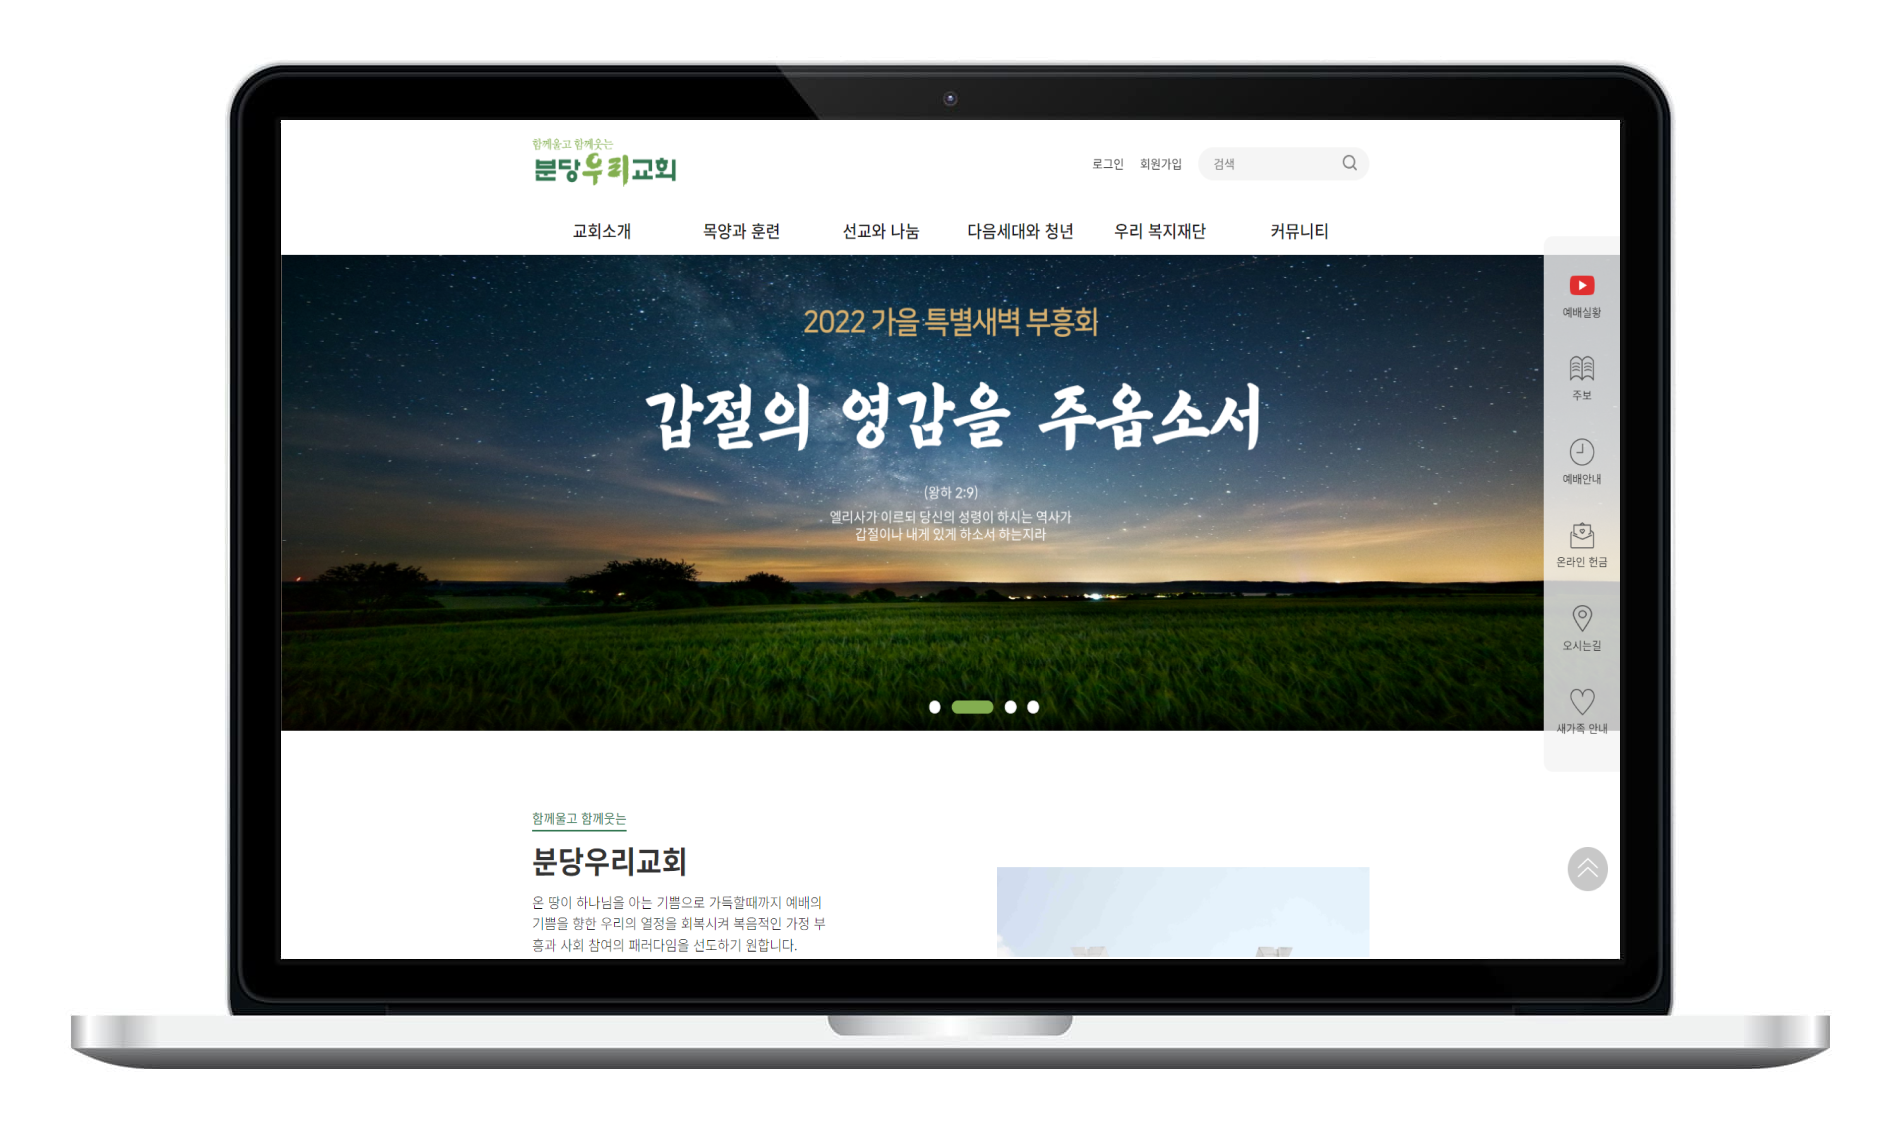 함께울고 함께웃는
분당우리교회
로그인 회원가입 검색
교회소개 목양과 훈련 선교와 나눔 다음세대와 청년 우리 복지재단 커뮤니티
2022 가을 특별새벽 부흥회
갑절의 영감을 주옵소서
(왕하 2:9)
엘리사가 이르되 당신의 성령이 하시는 역사가
갑절이나 내게 있게 하소서 하는지라
예배실황
주보
예배안내
온라인 헌금
오시는길
새가족 안내
함께울고 함께웃는
분당우리교회
온 땅이 하나님을 아는 기쁨으로 가득할때까지 예배의
기쁨을 향한 우리의 열정을 회복시켜 복음적인 가정 부
흥과 사회 참여의 패러다임을 선도하기 원합니다.